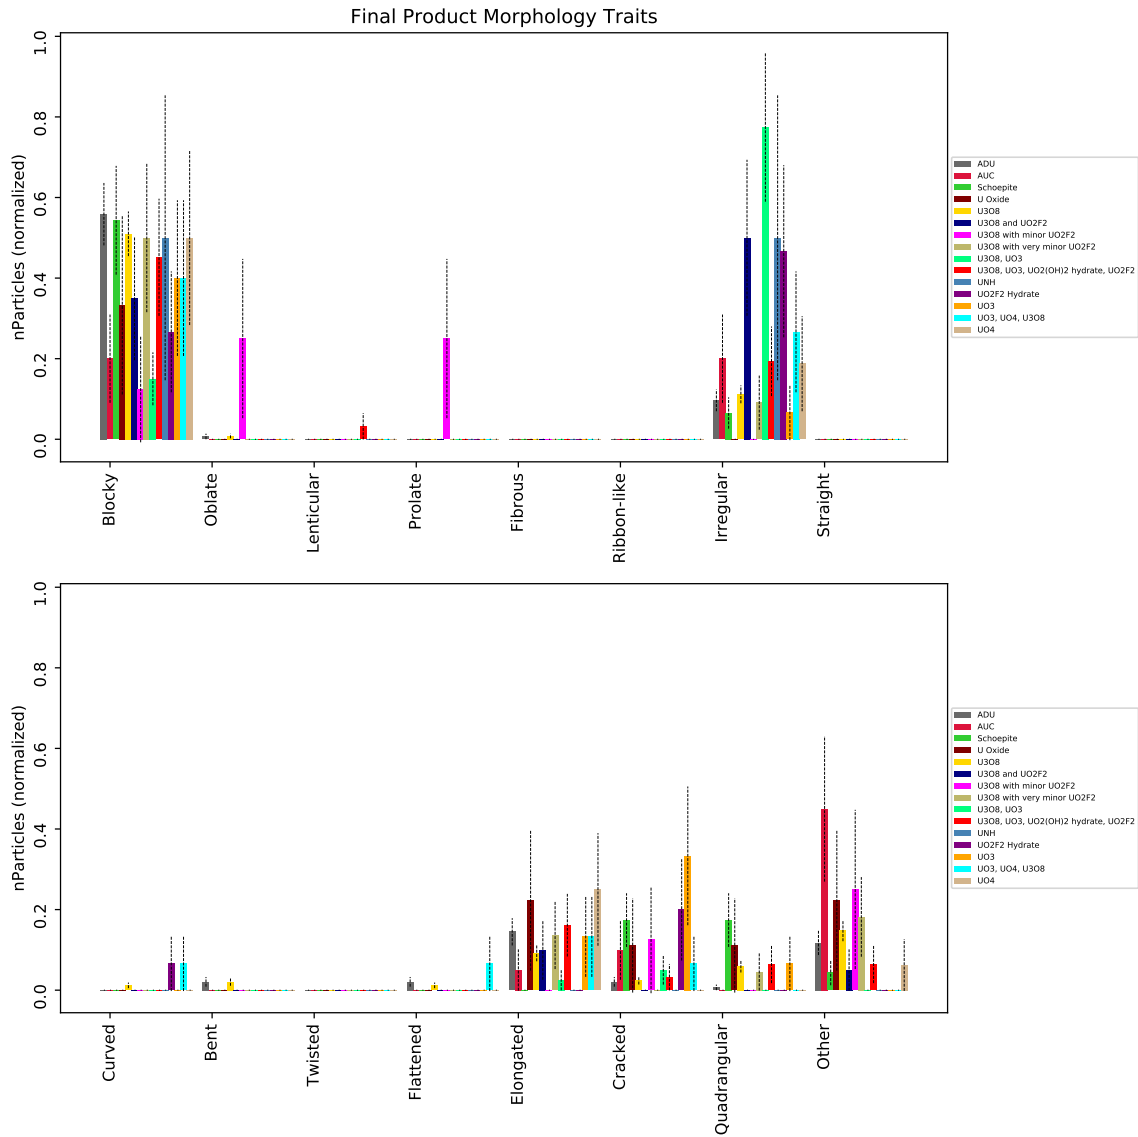 Final Product Morphology Traits
nParticles (normalized)
1.0
0.8
0.6
0.4
0.2
0.0
Blocky
Oblate
Lenticular
Prolate
Fibrous
Ribbon-like
Irregular
Straight
ADU
AUC
Schoepite
U Oxide
U3O8
U3O8 and UO2F2
U3O8 with minor UO2F2
U3O8 with very minor UO2F2
U3O8, UO3
U3O8, UO3, UO2(OH)2 hydrate, UO2F2
UNH
UO2F2 Hydrate
UO3
UO3, UO4, U3O8
UO4
nParticles (normalized)
1.0
0.8
0.6
0.4
0.2
0.0
Curved
Bent
Twisted
Flattened
Elongated
Cracked
Quadrangular
Other
ADU
AUC
Schoepite
U Oxide
U3O8
U3O8 and UO2F2
U3O8 with minor UO2F2
U3O8 with very minor UO2F2
U3O8, UO3
U3O8, UO3, UO2(OH)2 hydrate, UO2F2
UNH
UO2F2 Hydrate
UO3
UO3, UO4, U3O8
UO4